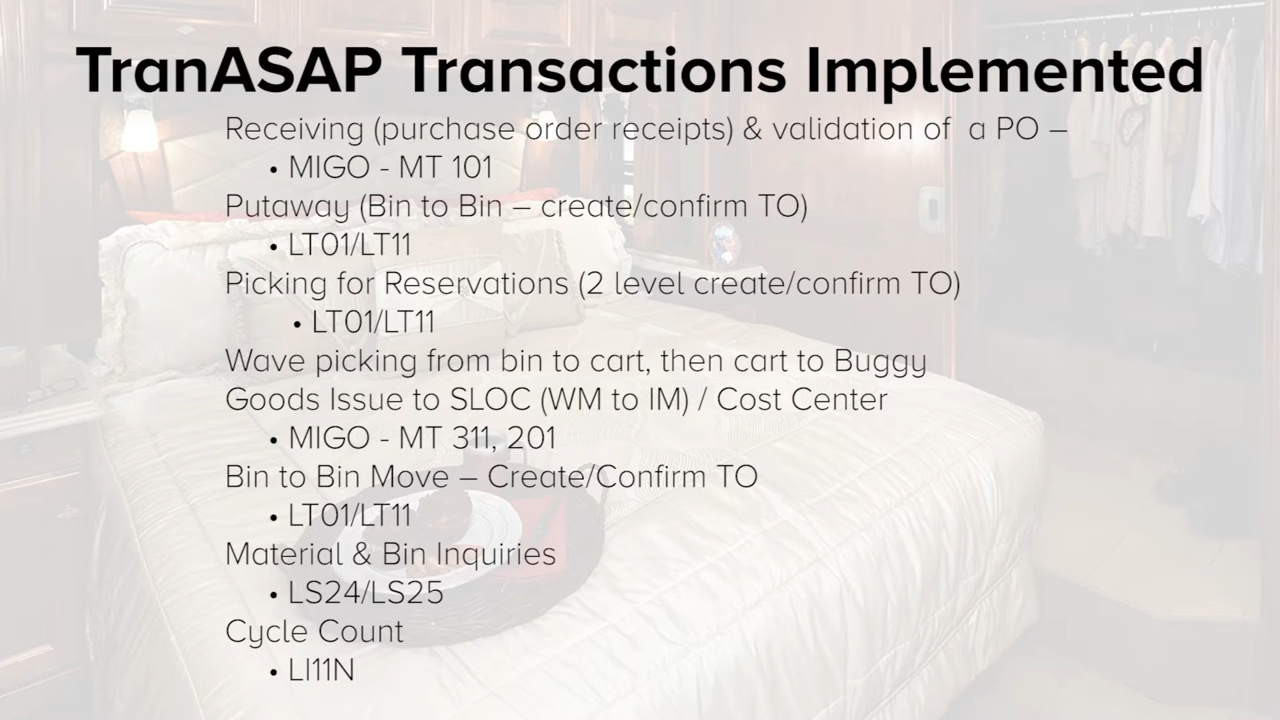 TranASAP Transactions Implemented
Receiving (purchase order receipts) & validation of a PO –
• MIGO - MT 101
Putaway (Bin to Bin – create/confirm TO)
• LT01/LT11
Picking for Reservations (2 level create/confirm TO)
• LT01/LT11
Wave picking from bin to cart, then cart to Buggy
Goods Issue to SLOC (WM to IM) / Cost Center
• MIGO - MT 311, 201
Bin to Bin Move – Create/Confirm TO
• LT01/LT11
Material & Bin Inquiries
• LS24/LS25
Cycle Count
• LI11N